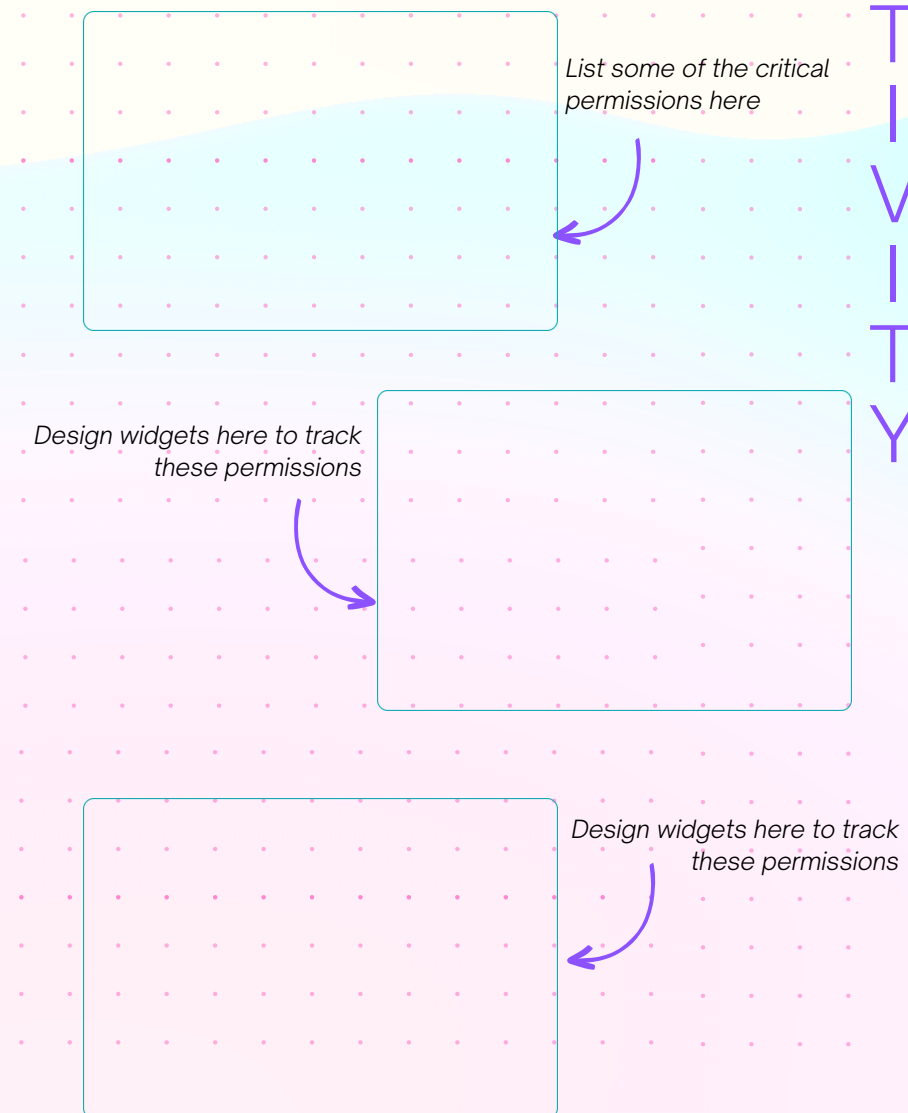 List some of the critical
permissions here
Design widgets here to track
these permissions
Design widgets here to track
these permissions
T
I
V
I
T
Y